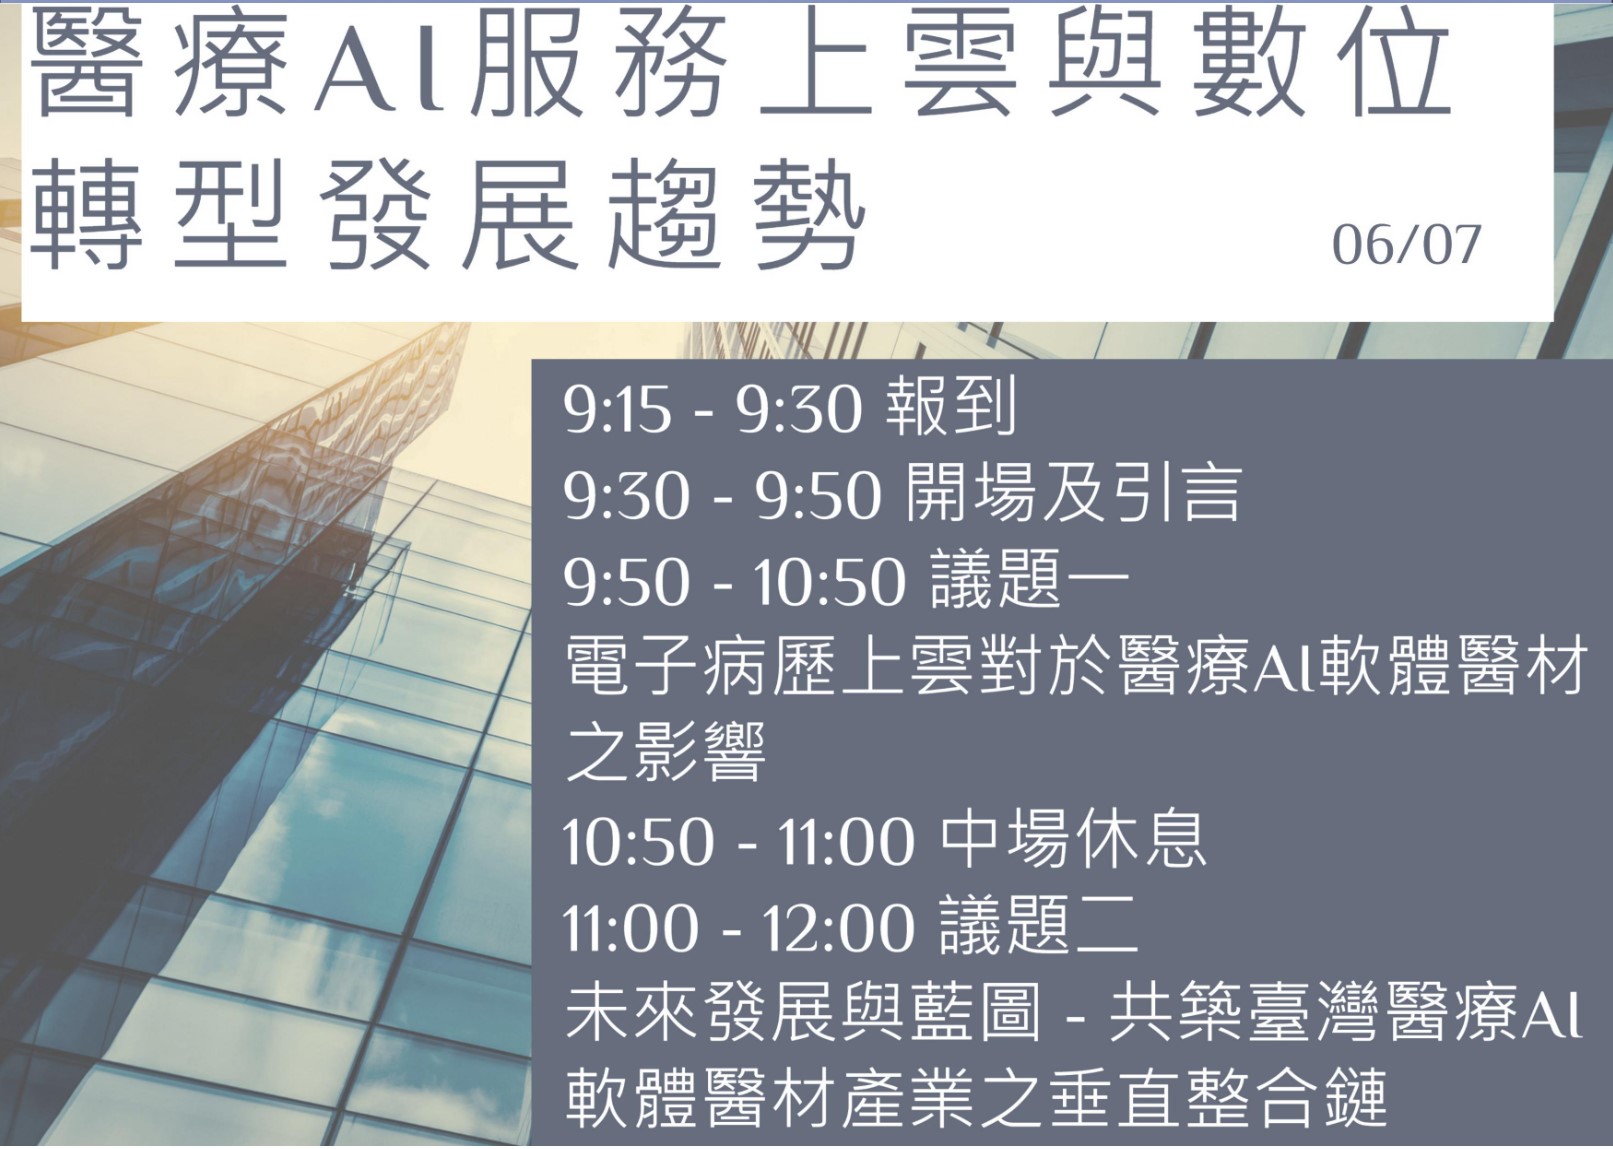 醫療AI服務上雲與數位
轉型發展趨勢
06/07
9:15 - 9:30 報到
9:30 - 9:50 開場及引言
9:50 - 10:50 議題一
電子病歷上雲對於醫療AI軟體醫材
之影響
10:50 - 11:00 中場休息
11:00 - 12:00 議題二
未來發展與藍圖 - 共築臺灣醫療AI
軟體醫材產業之垂直整合鏈